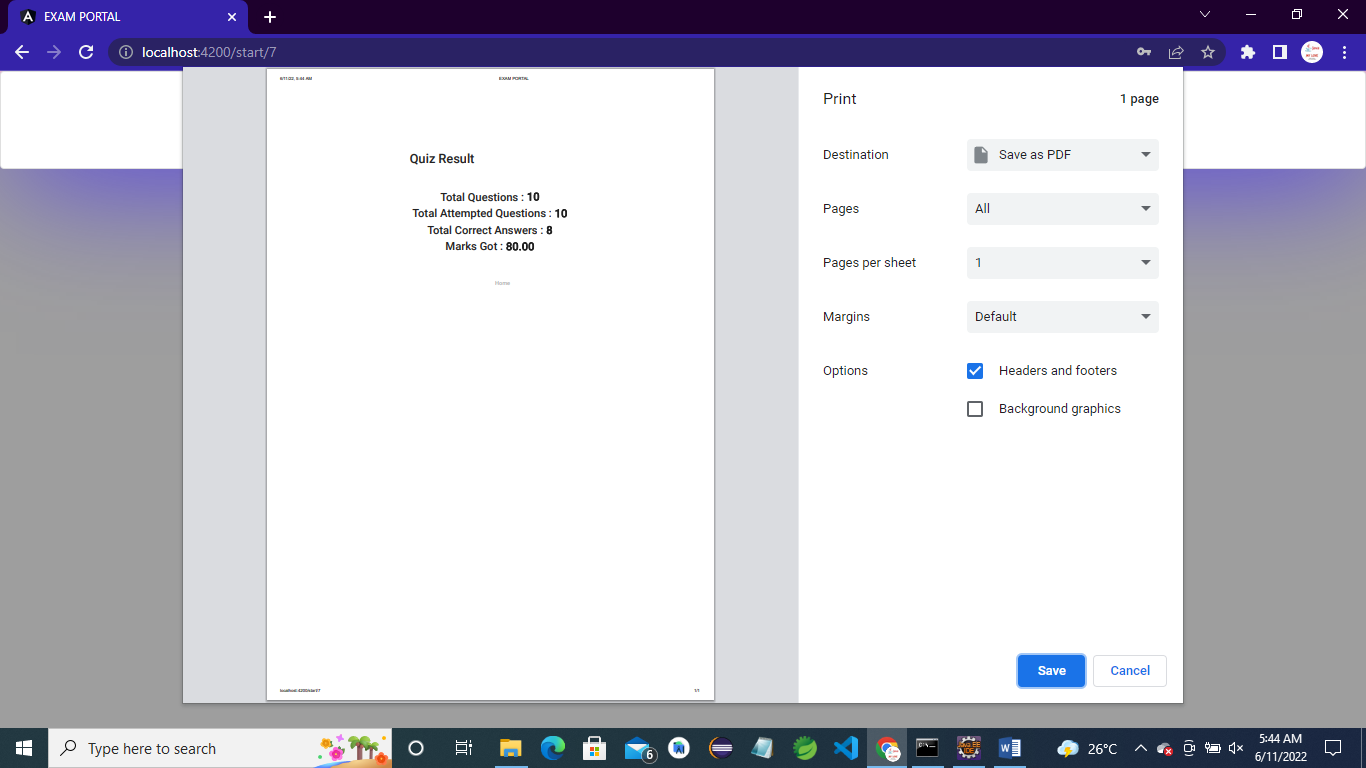 EXAM PORTAL
localhost:4200/start/7
6/11/22, 5:44 AM
EXAM PORTAL
Quiz Result
Total Questions : 10
Total Attempted Questions : 10
Total Correct Answers : 8
Marks Got : 80.00
Home
localhost:4200/start/7
1/1
Print
1 page
Destination
Save as PDF
Pages
All
Pages per sheet
1
Margins
Default
Options
Headers and footers
Background graphics
Save
Cancel
Type here to search
6
26°C
5:44 AM
6/11/2022